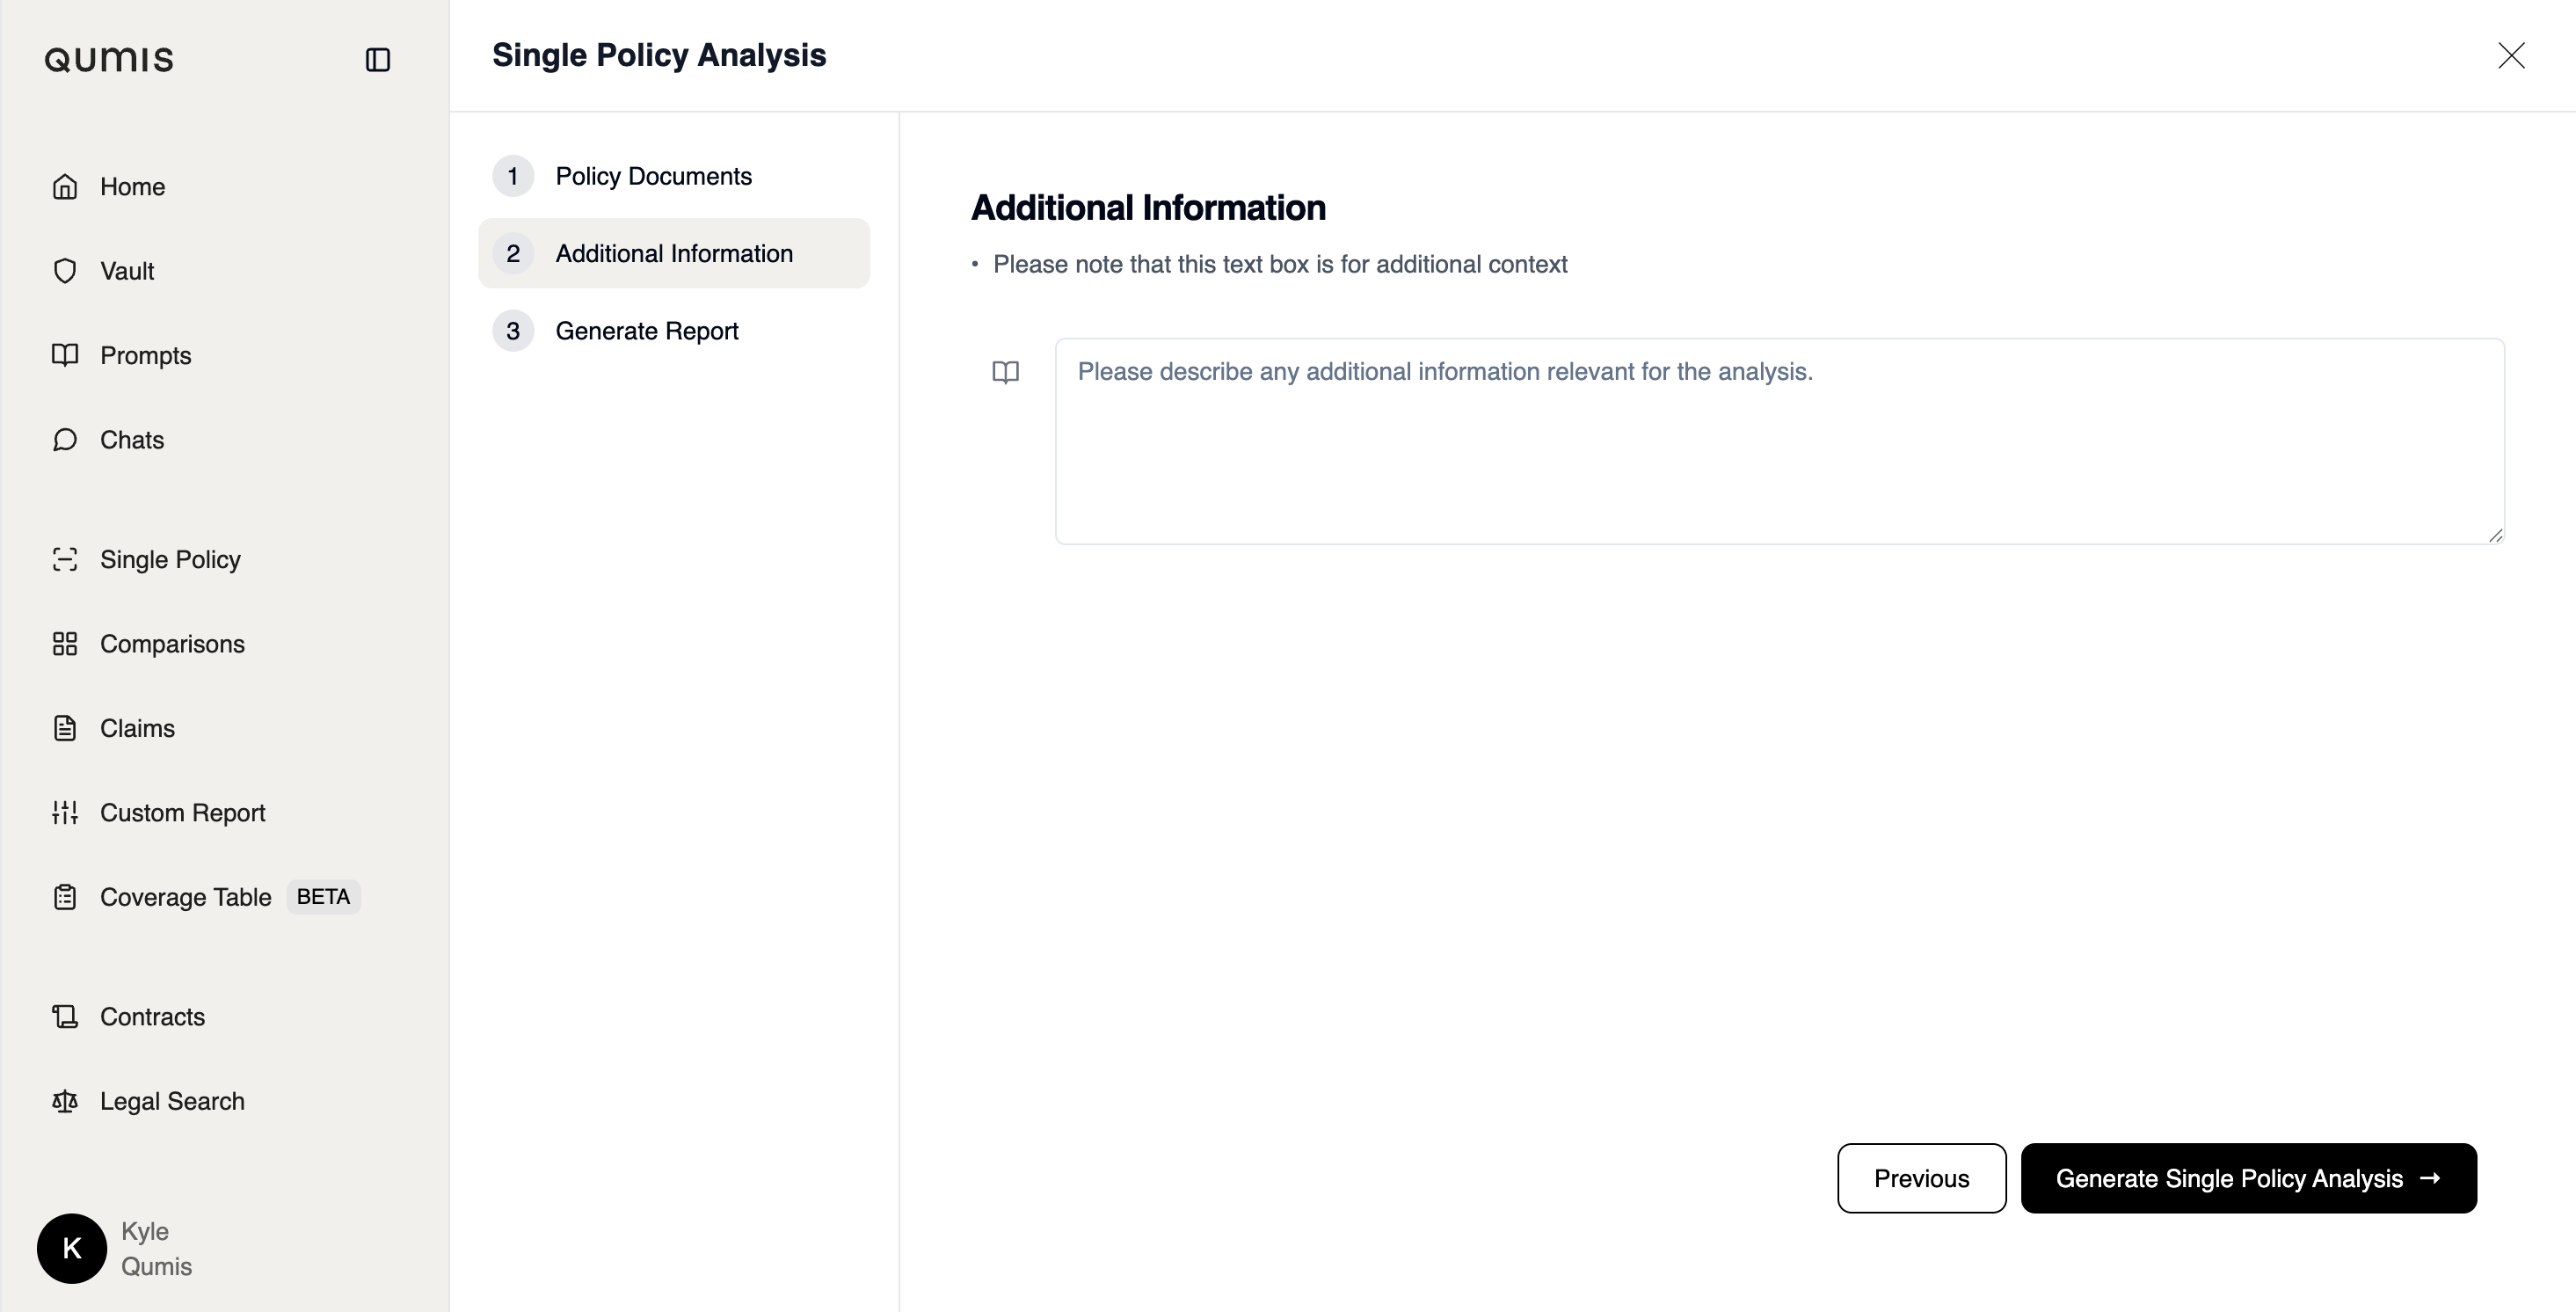 Qumis
Home
Vault
Prompts
Chats
Single Policy
Comparisons
Claims
Custom Report
Coverage Table BETA
Contracts
Legal Search
K
Kyle
Qumis
Single Policy Analysis
1 Policy Documents
2 Additional Information
3 Generate Report
Additional Information
• Please note that this text box is for additional context
Please describe any additional information relevant for the analysis.
Previous
Generate Single Policy Analysis →